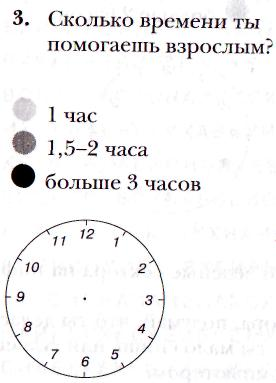 3. Сколько времени ты
помогаешь взрослым?
1 час
1,5–2 часа
больше 3 часов
12
11 1
10 2
9 3
8 4
7 5
6